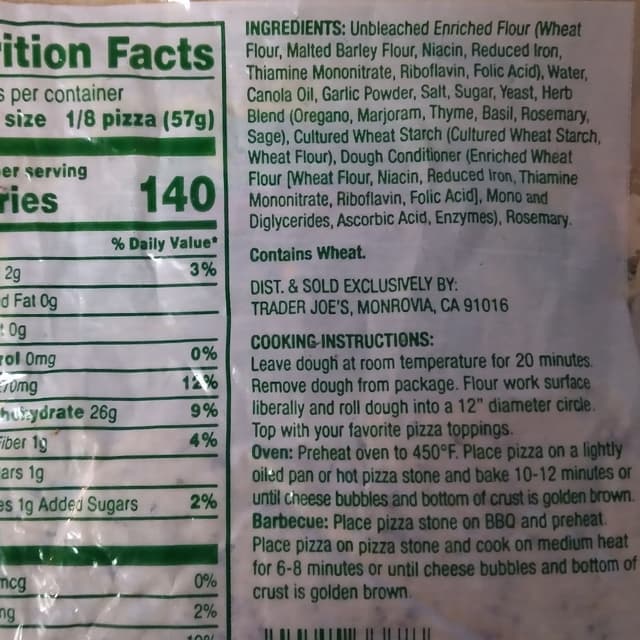 ition Facts
s per container
size 1/8 pizza (57g)
er serving
ries 140
% Daily Value*
2g 3%
d Fat 0g
0g
rol 0mg 0%
70mg 12%
hohydrate 26g 9%
iber 1g 4%
ars 1g
es 1g Added Sugars 2%
mcg 0%
ng 2%
10%
INGREDIENTS: Unbleached Enriched Flour (Wheat
Flour, Malted Barley Flour, Niacin, Reduced Iron,
Thiamine Mononitrate, Riboflavin, Folic Acid), Water,
Canola Oil, Garlic Powder, Salt, Sugar, Yeast, Herb
Blend (Oregano, Marjoram, Thyme, Basil, Rosemary,
Sage), Cultured Wheat Starch (Cultured Wheat Starch,
Wheat Flour), Dough Conditioner (Enriched Wheat
Flour [Wheat Flour, Niacin, Reduced Iron, Thiamine
Mononitrate, Riboflavin, Folic Acid], Mono and
Diglycerides, Ascorbic Acid, Enzymes), Rosemary.
Contains Wheat.
DIST. & SOLD EXCLUSIVELY BY:
TRADER JOE'S, MONROVIA, CA 91016
COOKING INSTRUCTIONS:
Leave dough at room temperature for 20 minutes.
Remove dough from package. Flour work surface
liberally and roll dough into a 12" diameter circle.
Top with your favorite pizza toppings.
Oven: Preheat oven to 450°F. Place pizza on a lightly
oiled pan or hot pizza stone and bake 10-12 minutes or
until cheese bubbles and bottom of crust is golden brown.
Barbecue: Place pizza stone on BBQ and preheat.
Place pizza on pizza stone and cook on medium heat
for 6-8 minutes or until cheese bubbles and bottom of
crust is golden brown.